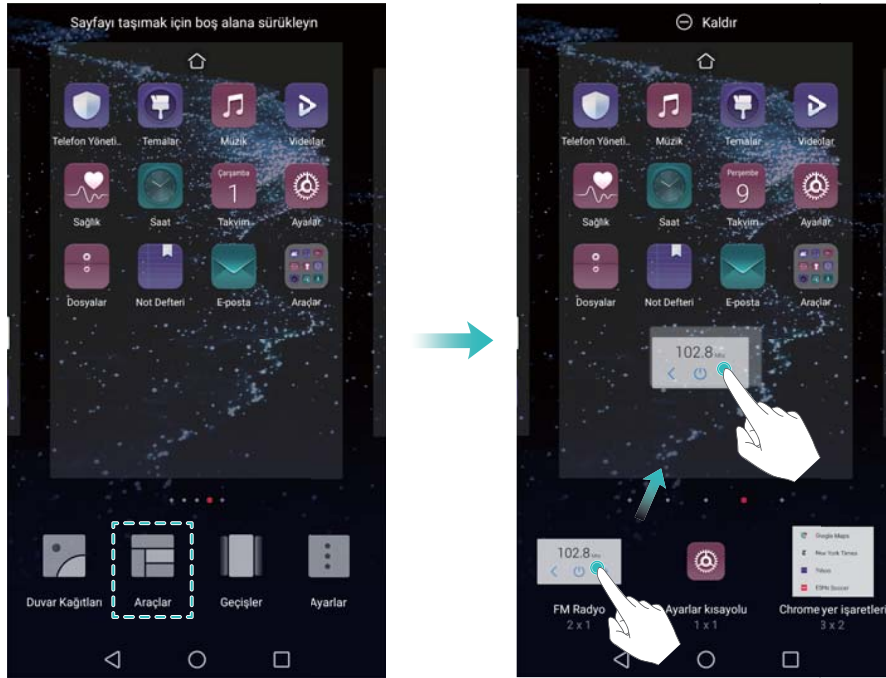 Sayfayı taşımak için boş alana sürükleyn
Telefon Yöneti..
Temalar
Müzik
Videolar
Sağlık
Saat
Çarşamba
1
Takvim
Ayarlar
Dosyalar
Not Defteri
E-posta
Araçlar
Duvar Kağıtları
Araçlar
Geçişler
Ayarlar
Kaldır
Telefon Yöneti..
Müzik
Temalar
Videolar
Sağlık
Saat
Perşembe
9
Takvim
Ayarlar
Dosyalar
Not Defteri
E-posta
Araçlar
102.8 MHz
102.8 MHz
Google Maps
New York Times
Yahoo
ESPN Soccer
FM Radyo
Ayarlar kısayolu
Chrome yer işaretleri
2 x 1
1 x 1
3 x 2